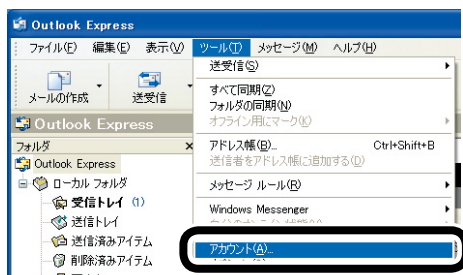 Outlook Express
ファイル(F) 編集(E) 表示(V) ツール(T) メッセージ(M) ヘルプ(H)
メールの作成 送受信
Outlook Express
フォルダ ×
Outlook Express
ローカル フォルダ
受信トレイ (1)
送信トレイ
送信済みアイテム
削除済みアイテム
送受信(S)
すべて同期(Z)
フォルダの同期(N)
オフライン用にマーク(K)
アドレス帳(B)... Ctrl+Shift+B
送信者をアドレス帳に追加する(D)
メッセージ ルール(R)
Windows Messenger
アカウント(A)...